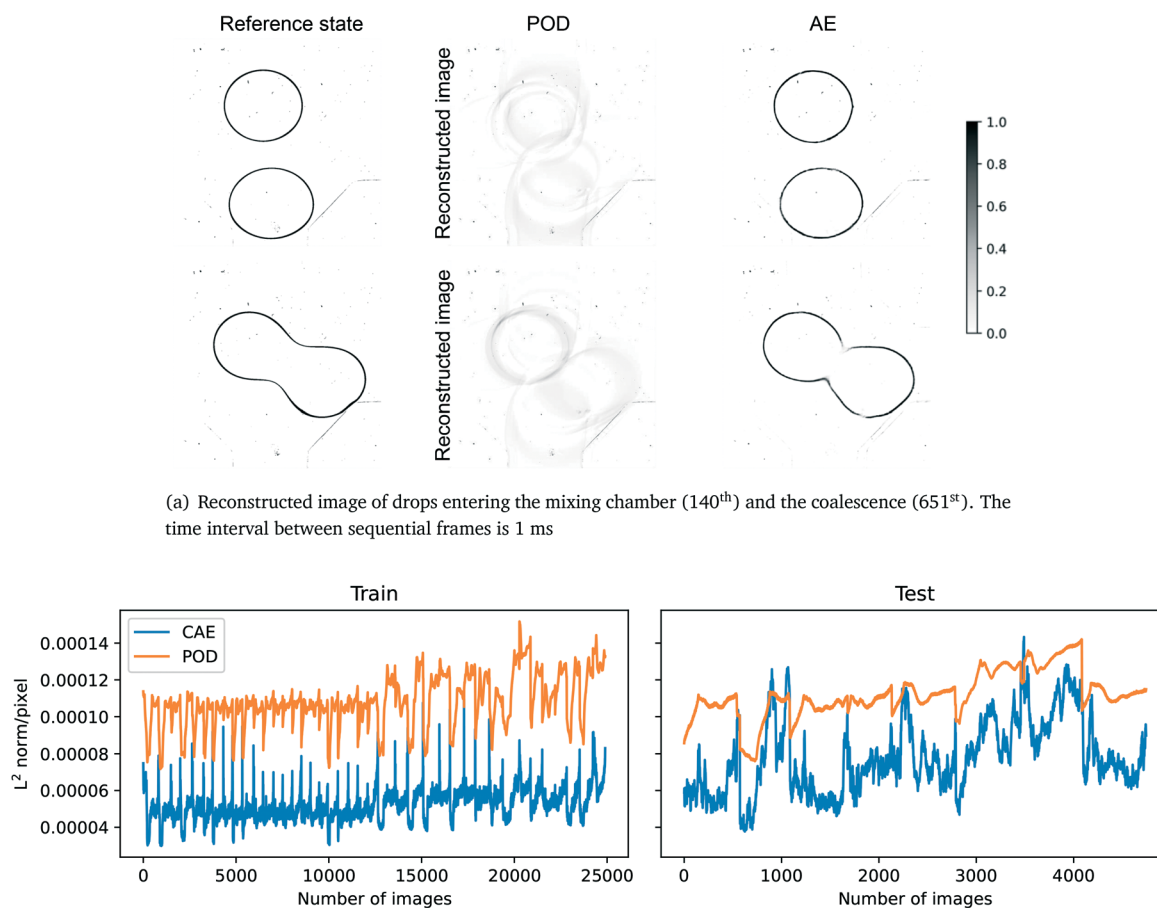 Reference state
POD
AE
Reconstructed image
1.0
0.8
0.6
0.4
0.2
0.0
Reconstructed image
(a) Reconstructed image of drops entering the mixing chamber (140th) and the coalescence (651st). The
time interval between sequential frames is 1 ms
Train
Test
CAE
POD
L2 norm/pixel
0.00014
0.00012
0.00010
0.00008
0.00006
0.00004
0
5000
10000
15000
20000
25000
0
1000
2000
3000
4000
Number of images
Number of images